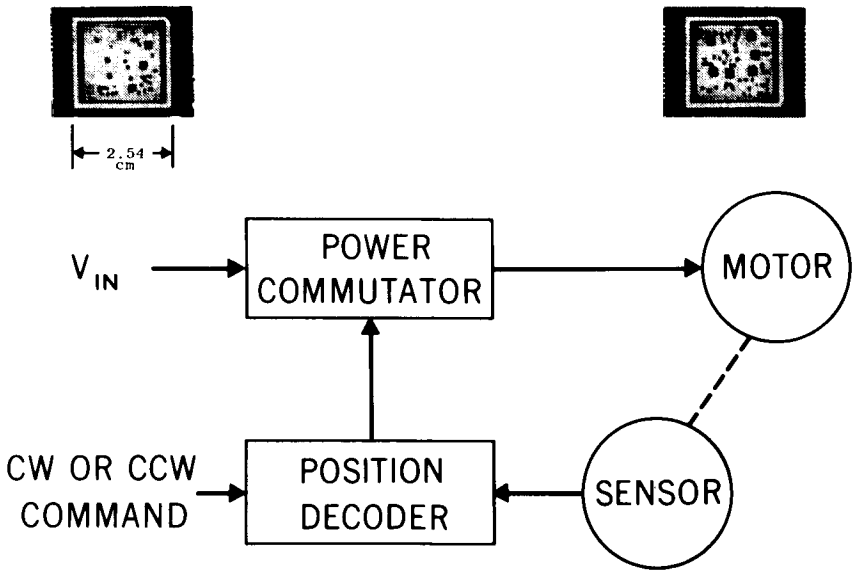 2.54
cm
V IN
POWER
COMMUTATOR
MOTOR
CW OR CCW
COMMAND
POSITION
DECODER
SENSOR